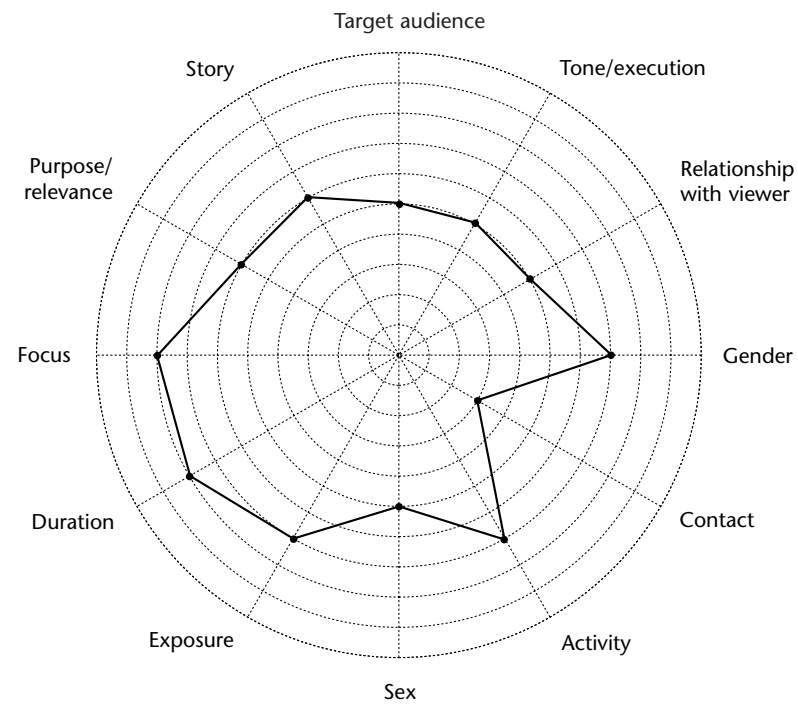 Target audience
Story
Tone/execution
Purpose/
relevance
Relationship
with viewer
Focus
Gender
Duration
Contact
Exposure
Activity
Sex